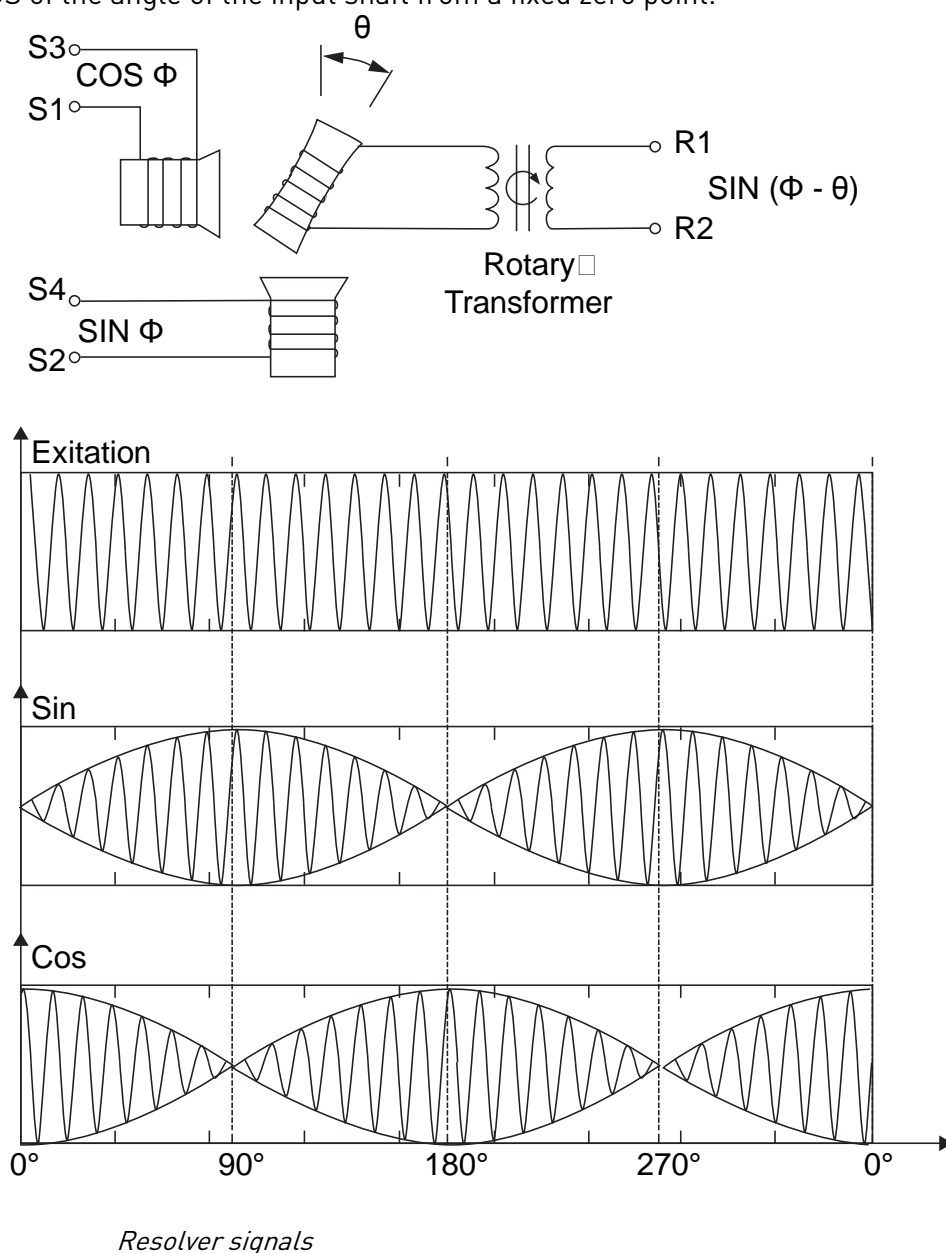 OS of the angle of the input shaft from a fixed zero point.
θ
S3
COS Φ
S1
R1
SIN (Φ - θ)
R2
Rotary□
Transformer
S4
SIN Φ
S2
Exitation
Sin
Cos
0° 90° 180° 270° 0°
Resolver signals